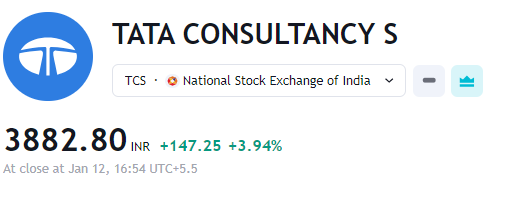 TATA CONSULTANCY S
TCS · National Stock Exchange of India
3882.80 INR +147.25 +3.94%
At close at Jan 12, 16:54 UTC+5.5